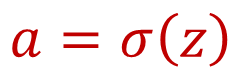 a = σ(z)